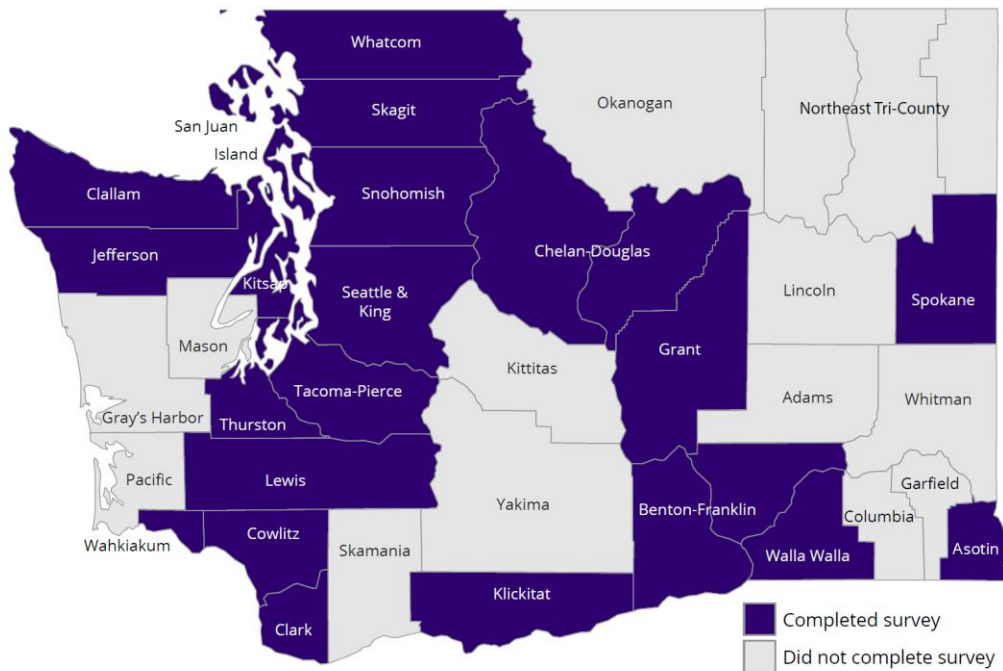 Whatcom
Okanogan
Northeast Tri-County
Skagit
San Juan
Island
Clallam
Snohomish
Jefferson
Chelan-Douglas
Kitsap
Seattle &
King
Lincoln
Spokane
Mason
Grant
Kittitas
Tacoma-Pierce
Adams
Whitman
Gray's Harbor
Thurston
Pacific
Lewis
Garfield
Yakima
Benton-Franklin
Columbia
Wahkiakum
Cowlitz
Skamania
Walla Walla
Asotin
Klickitat
Clark
Completed survey
Did not complete survey